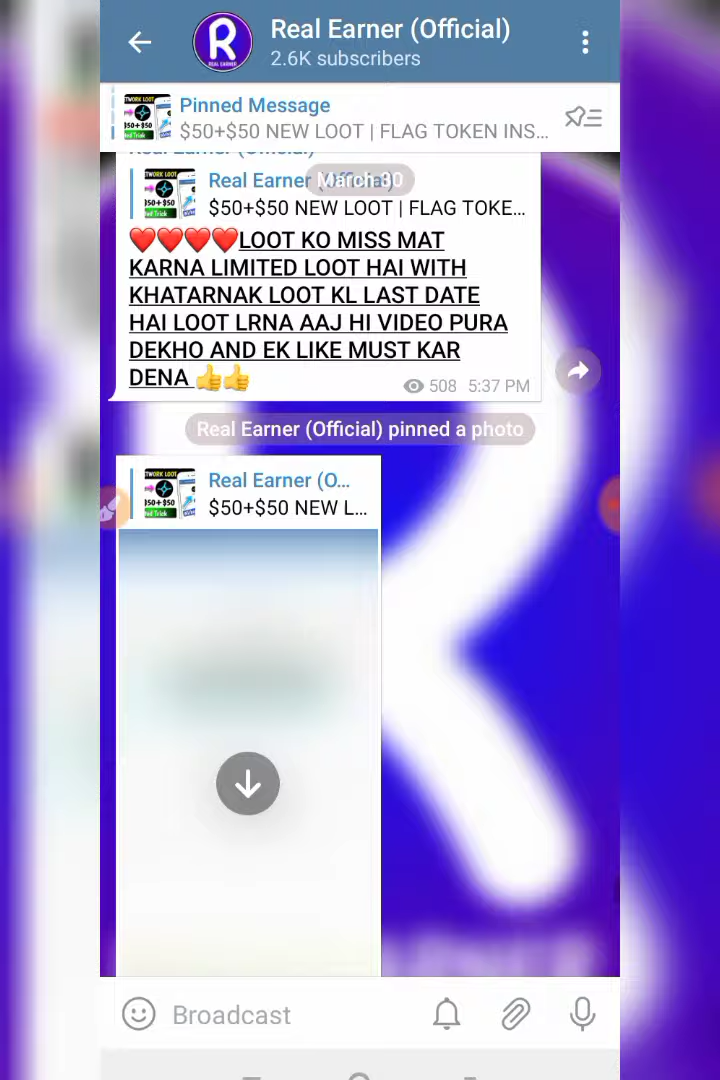 Real Earner (Official)
2.6K subscribers
Pinned Message
$50+$50 NEW LOOT | FLAG TOKEN INS...
March 30
Real Earner (Official)
$50+$50 NEW LOOT | FLAG TOKE...
❤️❤️❤️❤️LOOT KO MISS MAT
KARNA LIMITED LOOT HAI WITH
KHATARNAK LOOT KL LAST DATE
HAI LOOT LRNA AAJ HI VIDEO PURA
DEKHO AND EK LIKE MUST KAR
DENA 👍👍
508 5:37 PM
Real Earner (Official) pinned a photo
Real Earner (O...
$50+$50 NEW L...
Broadcast